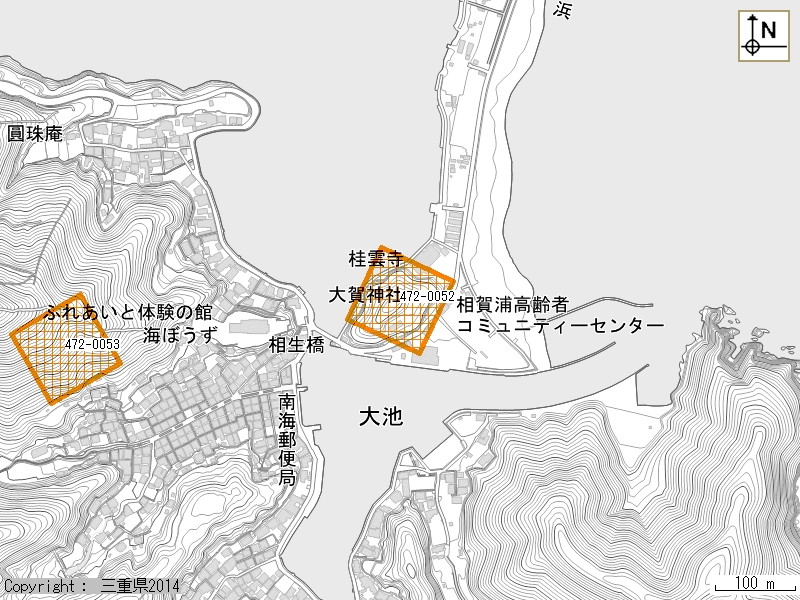 浜
N
圓珠庵
桂雲寺
大賀神社
472-0052
相賀浦高齢者
コミュニティーセンター
ふれあいと体験の館
海ぼうず
472-0053
相生橋
大池
南海郵便局
Copyright : 三重県2014
100 m